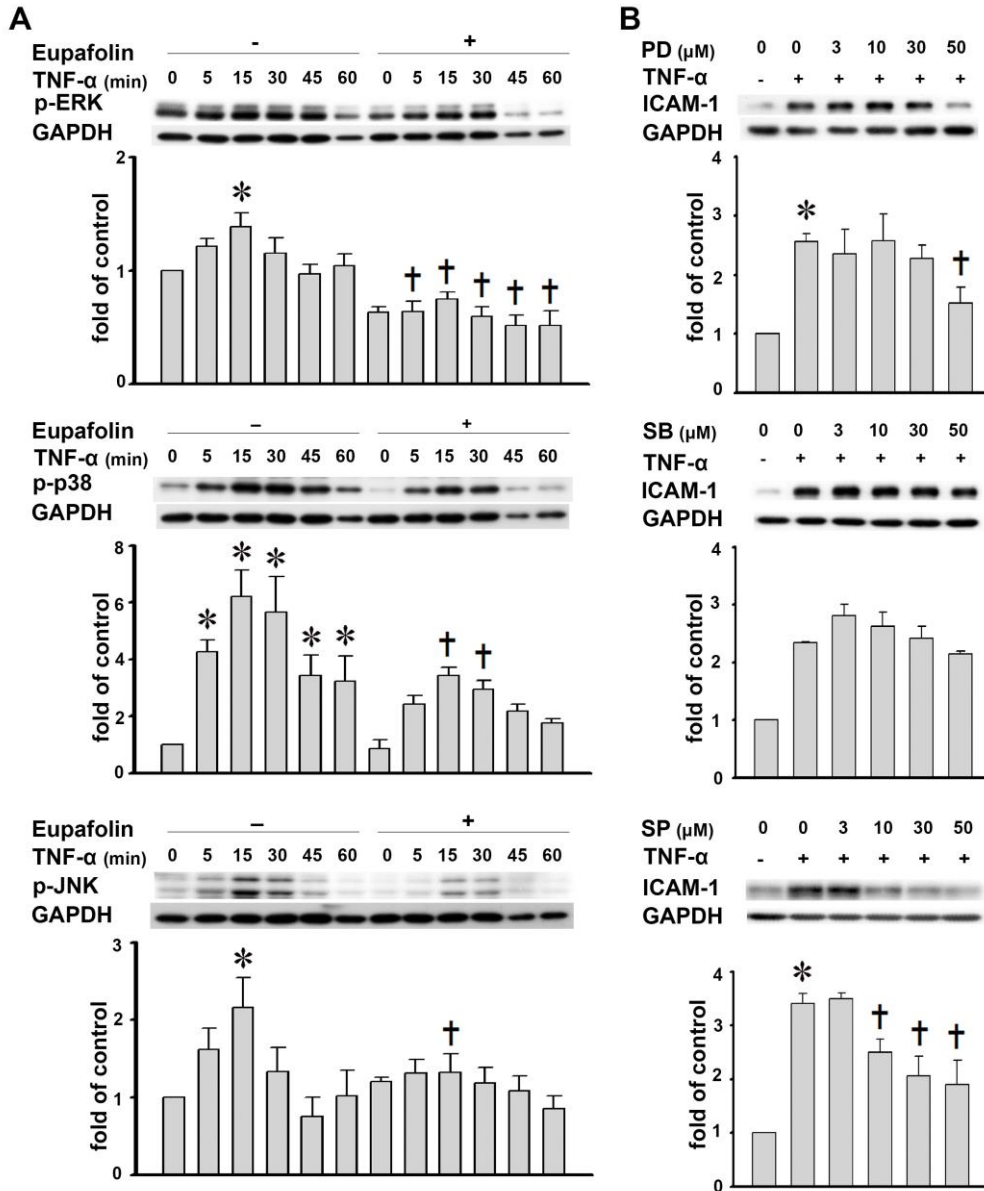 A
Eupafolin - +
TNF-α (min) 0 5 15 30 45 60 0 5 15 30 45 60
p-ERK
GAPDH
fold of control
2
1
0
*
† † † † †
Eupafolin – +
TNF-α (min) 0 5 15 30 45 60 0 5 15 30 45 60
p-p38
GAPDH
fold of control
8
6
4
2
0
* * * * *
† †
Eupafolin – +
TNF-α (min) 0 5 15 30 45 60 0 5 15 30 45 60
p-JNK
GAPDH
fold of control
3
2
1
0
*
†
B
PD (µM) 0 0 3 10 30 50
TNF-α - + + + + +
ICAM-1
GAPDH
fold of control
4
3
2
1
0
*
†
SB (µM) 0 0 3 10 30 50
TNF-α - + + + + +
ICAM-1
GAPDH
fold of control
4
3
2
1
0
SP (µM) 0 0 3 10 30 50
TNF-α - + + + + +
ICAM-1
GAPDH
fold of control
4
3
2
1
0
*
† † †